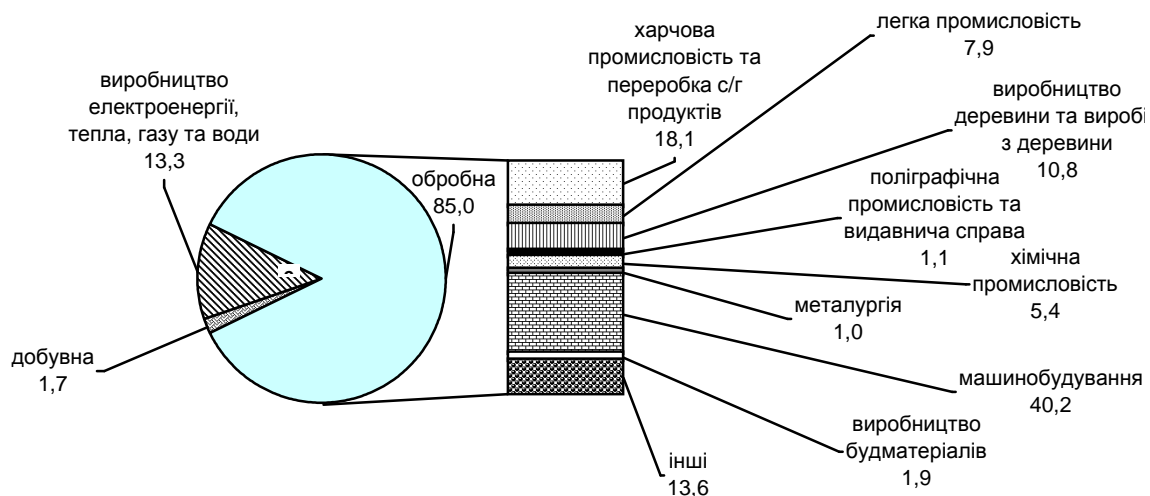 виробництво
електроенергії,
тепла, газу та води
13,3
добувна
1,7
обробна
85,0
харчова
промисловість та
переробка с/г
продуктів
18,1
легка промисловість
7,9
виробництво
деревини та виробі
з деревини
10,8
поліграфічна
промисловість та
видавнича справа
1,1
хімічна
промисловість
5,4
металургія
1,0
машинобудування
40,2
виробництво
будматеріалів
1,9
інші
13,6